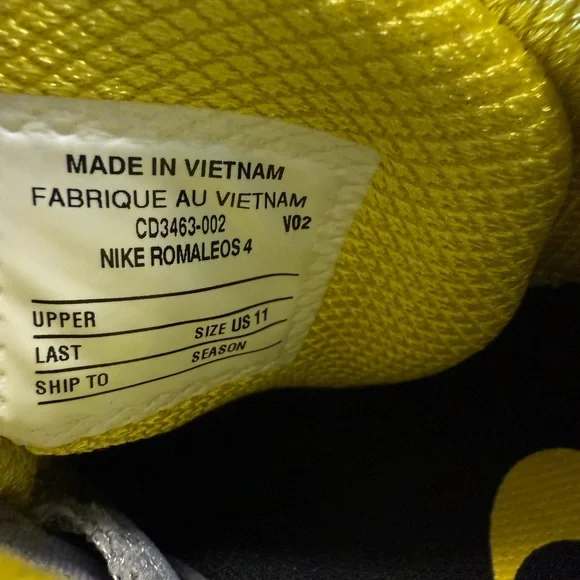 MADE IN VIETNAM
FABRIQUE AU VIETNAM
CD3463-002 V02
NIKE ROMALEOS 4
UPPER
LAST SIZE US 11
SHIP TO SEASON